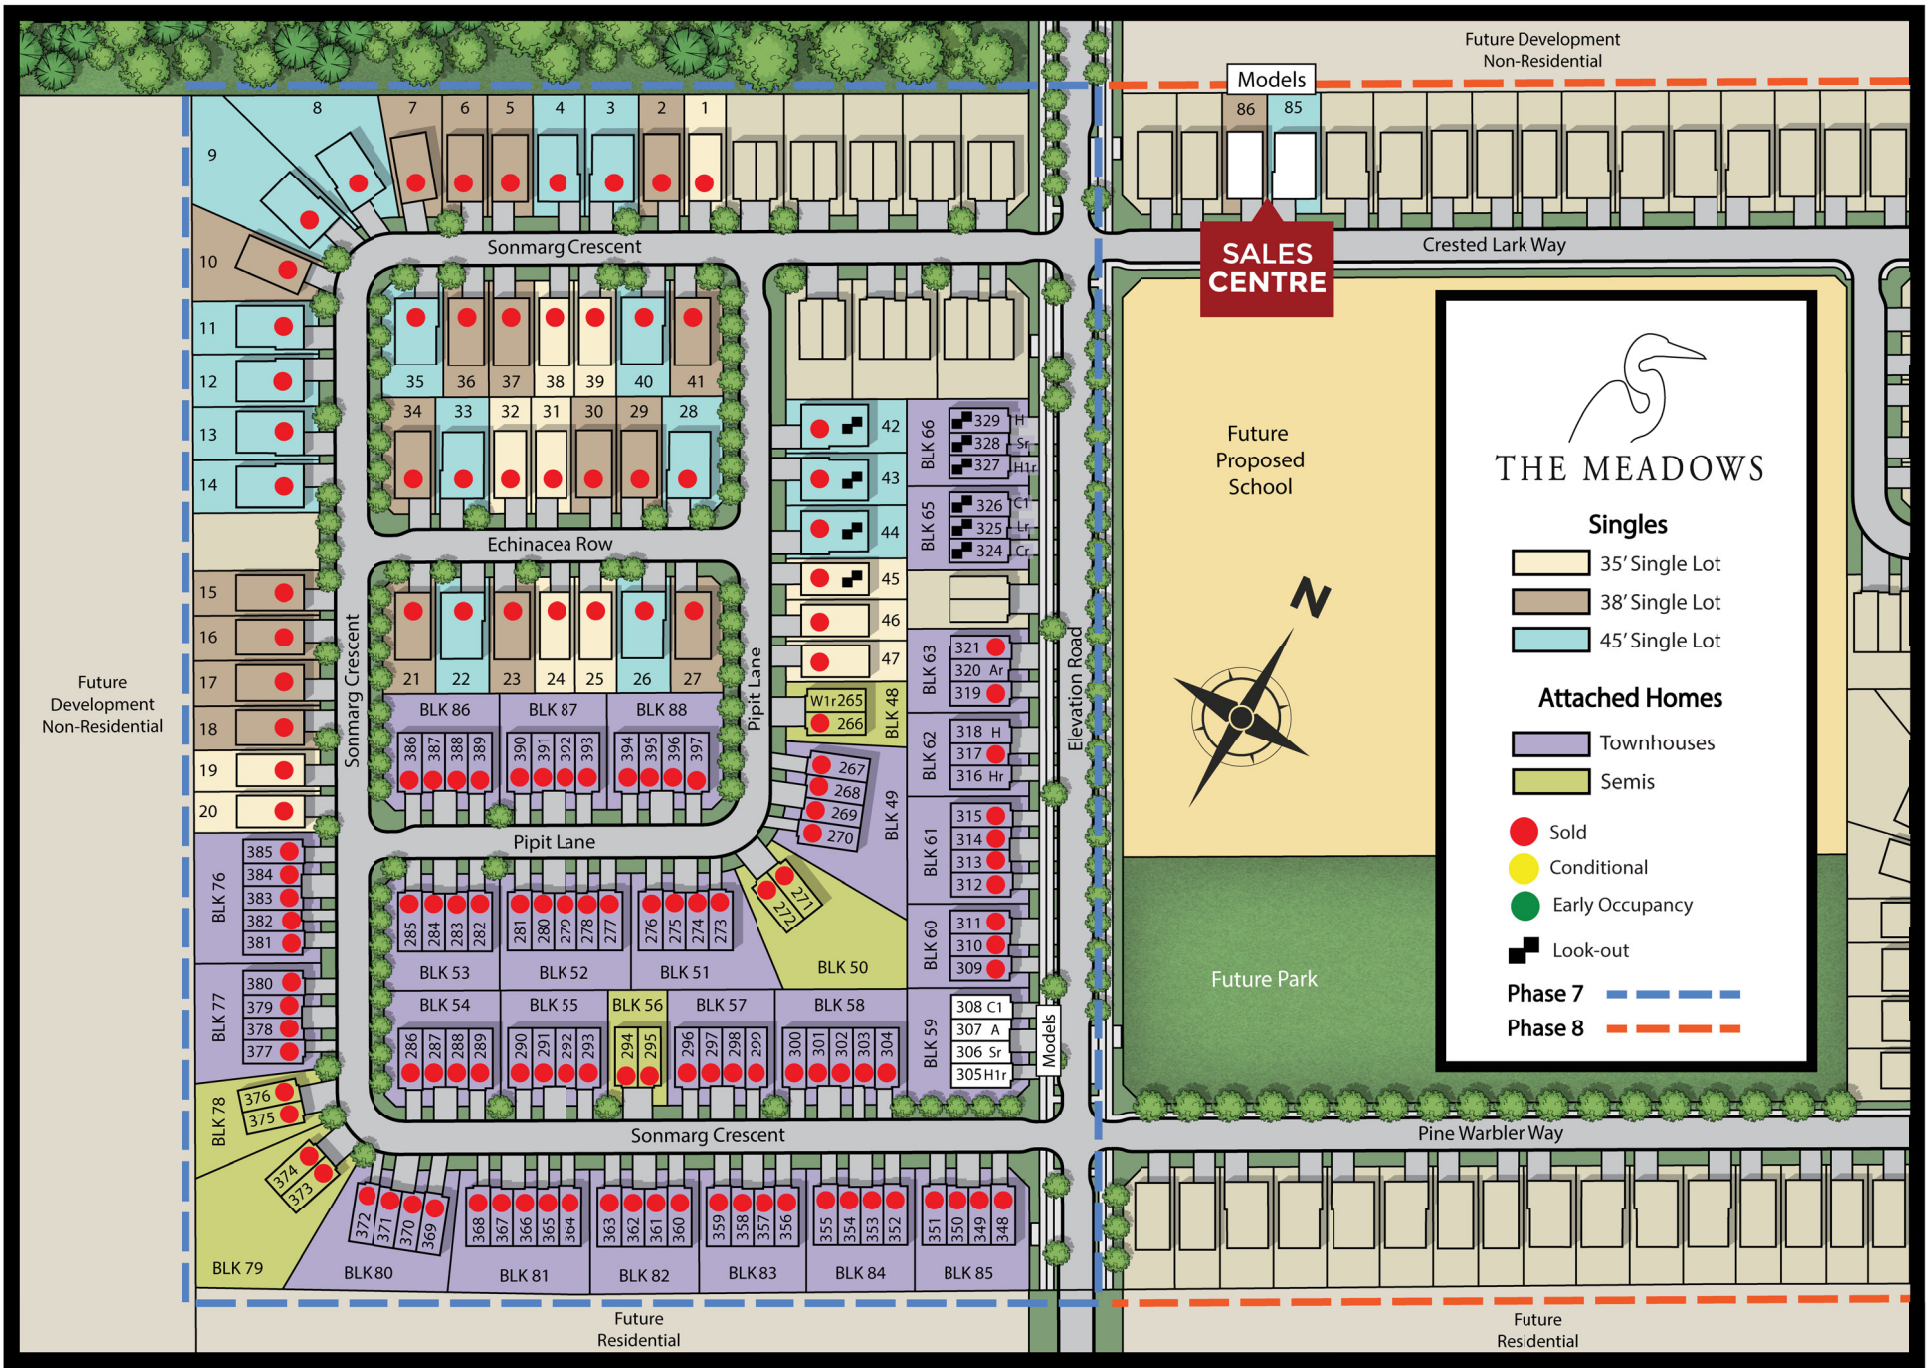 Future Development
Non-Residential
Models
8
7
6
5
4
3
2
1
86
85
9
Sonmarg Crescent
SALES
CENTRE
Crested Lark Way
10
11
12
13
14
35
36
37
38
39
40
41
34
33
32
31
30
29
28
42
43
44
45
46
47
BLK 66
329 H
328 Sr
327 H1r
BLK 65
326 C1
325 Lr
324 Cr
Echinacea Row
Future
Proposed
School
THE MEADOWS
Singles
35' Single Lot
38' Single Lot
45' Single Lot
Attached Homes
Townhouses
Semis
Sold
Conditional
Early Occupancy
Look-out
Phase 7
Phase 8
N
15
16
17
18
19
20
Sonmarg Crescent
21
22
23
24
25
26
27
Pipit Lane
Elevation Road
Future
Development
Non-Residential
BLK 86
BLK 87
BLK 88
386
387
388
389
390
391
392
393
394
395
396
397
W1r265
266
BLK 48
267
268
269
270
BLK 49
BLK 63
321
320 Ar
319
BLK 62
318 H
317
316 Hr
BLK 61
315
314
313
312
BLK 60
311
310
309
BLK 59
308 C1
307 A
306 Sr
305H1r
Models
Pipit Lane
BLK 76
385
384
383
382
381
BLK 77
380
379
378
377
BLK 78
376
375
374
373
BLK 79
285
284
283
282
281
280
279
278
277
276
275
274
273
271
272
BLK 53
BLK 52
BLK 51
BLK 50
BLK 54
BLK 55
BLK 56
BLK 57
BLK 58
286
287
288
289
290
291
292
293
294
295
296
297
298
299
300
301
302
303
304
Future Park
Sonmarg Crescent
Pine Warbler Way
372
371
370
369
368
367
366
365
364
363
362
361
360
359
358
357
356
355
354
353
352
351
350
349
348
BLK80
BLK 81
BLK 82
BLK83
BLK 84
BLK 85
Future
Residential
Future
Residential